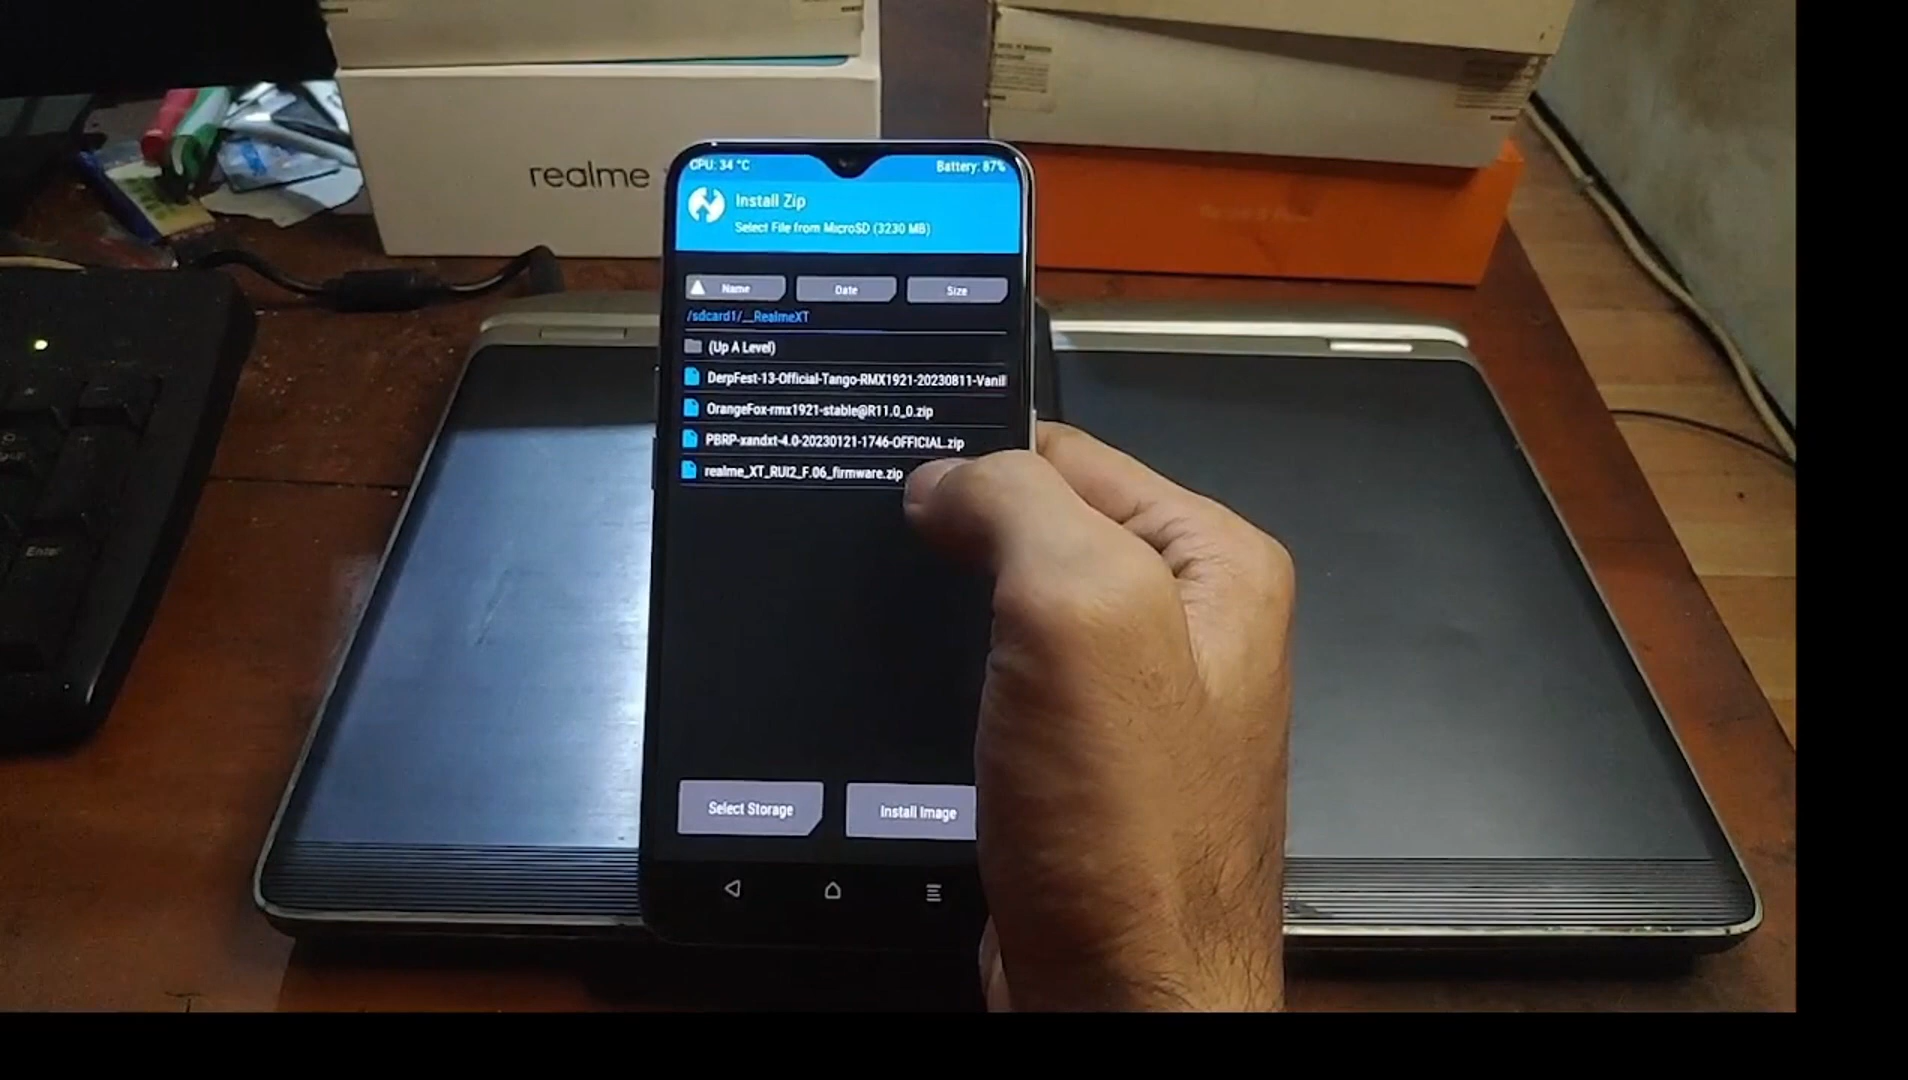 realme
CPU: 34 °C
Battery: 87%
Install Zip
Select File from MicroSD (3230 MB)
Name
Date
Size
/sdcard1/__RealmeXT
(Up A Level)
DerpFest-13-Official-Tango-RMX1921-20230811-Vanil
OrangeFox-rmx1921-stable@R11.0_0.zip
PBRP-xandxt-4.0-20230121-1746-OFFICIAL.zip
realme_XT_RUI2_F.06_firmware.zip
Select Storage
Install Image
Enter